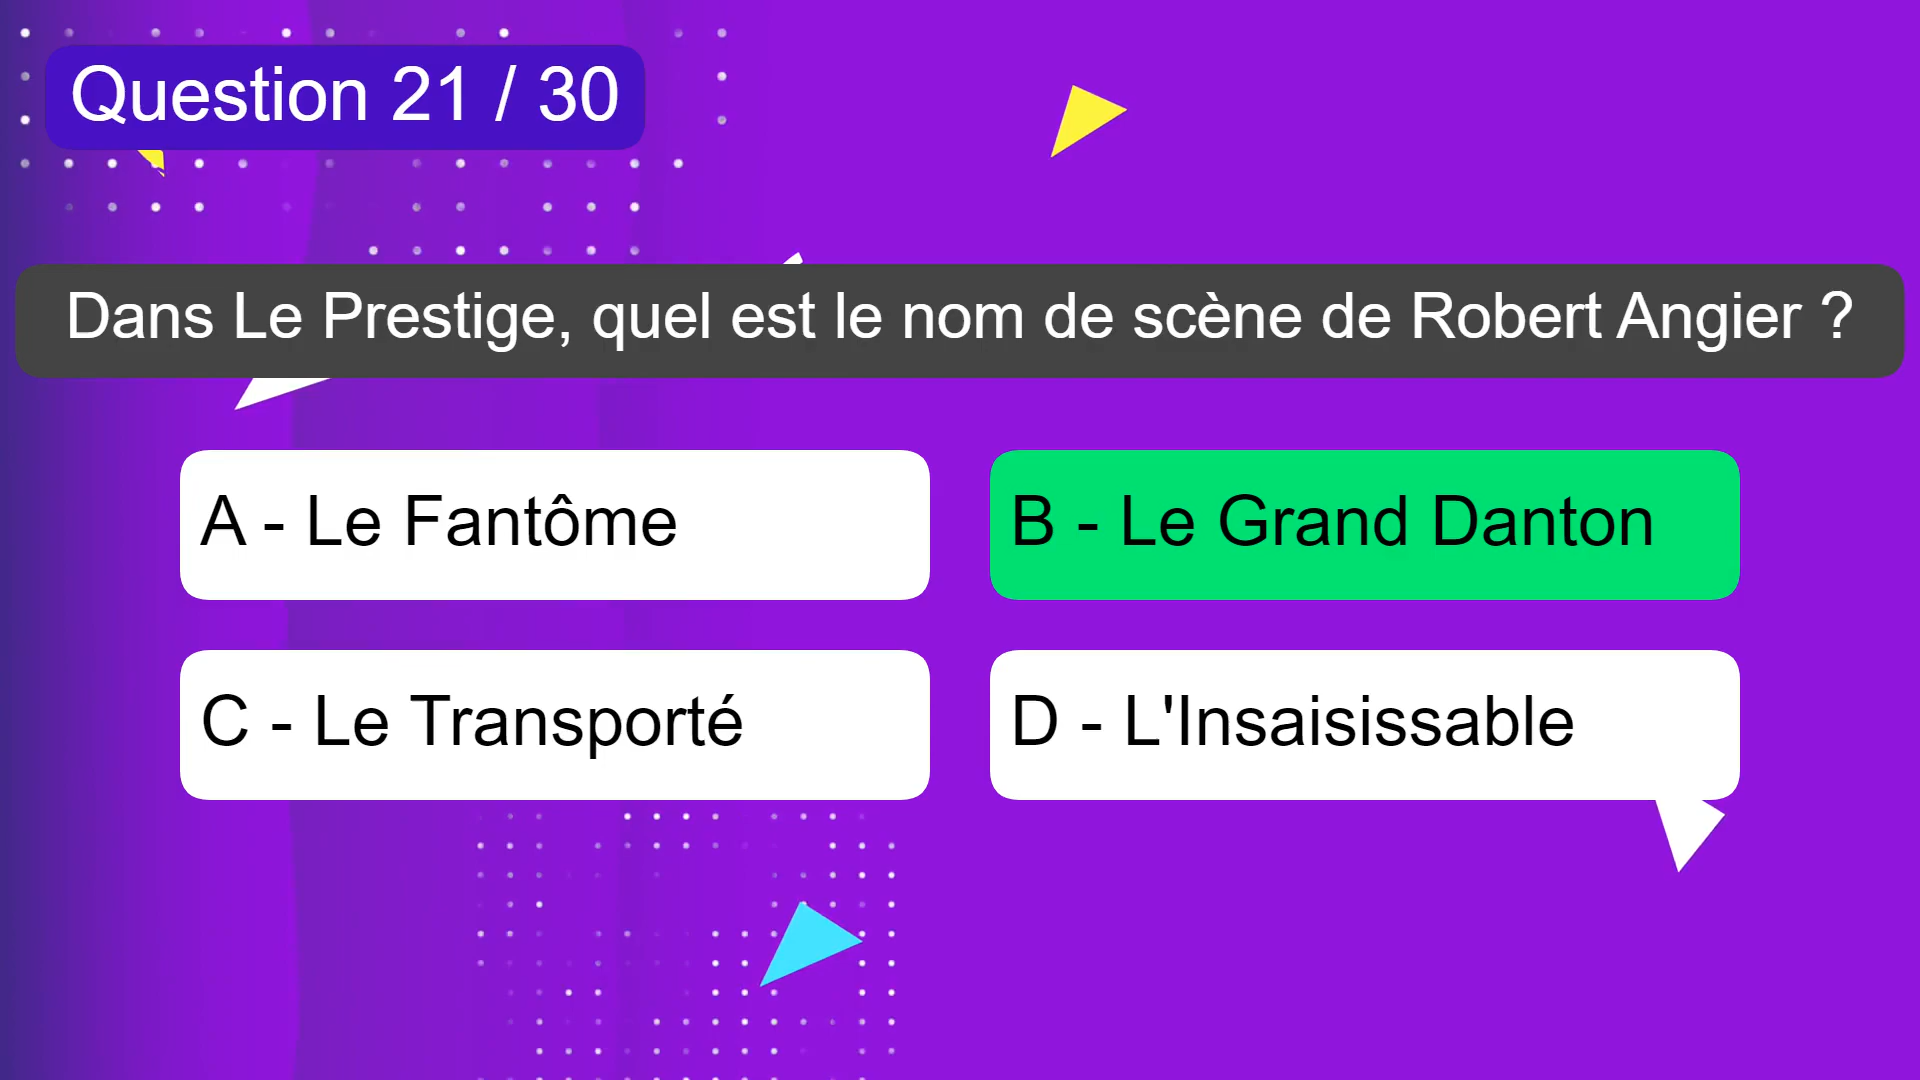 Question 21 / 30
Dans Le Prestige, quel est le nom de scène de Robert Angier ?
A - Le Fantôme
B - Le Grand Danton
C - Le Transporté
D - L'Insaisissable